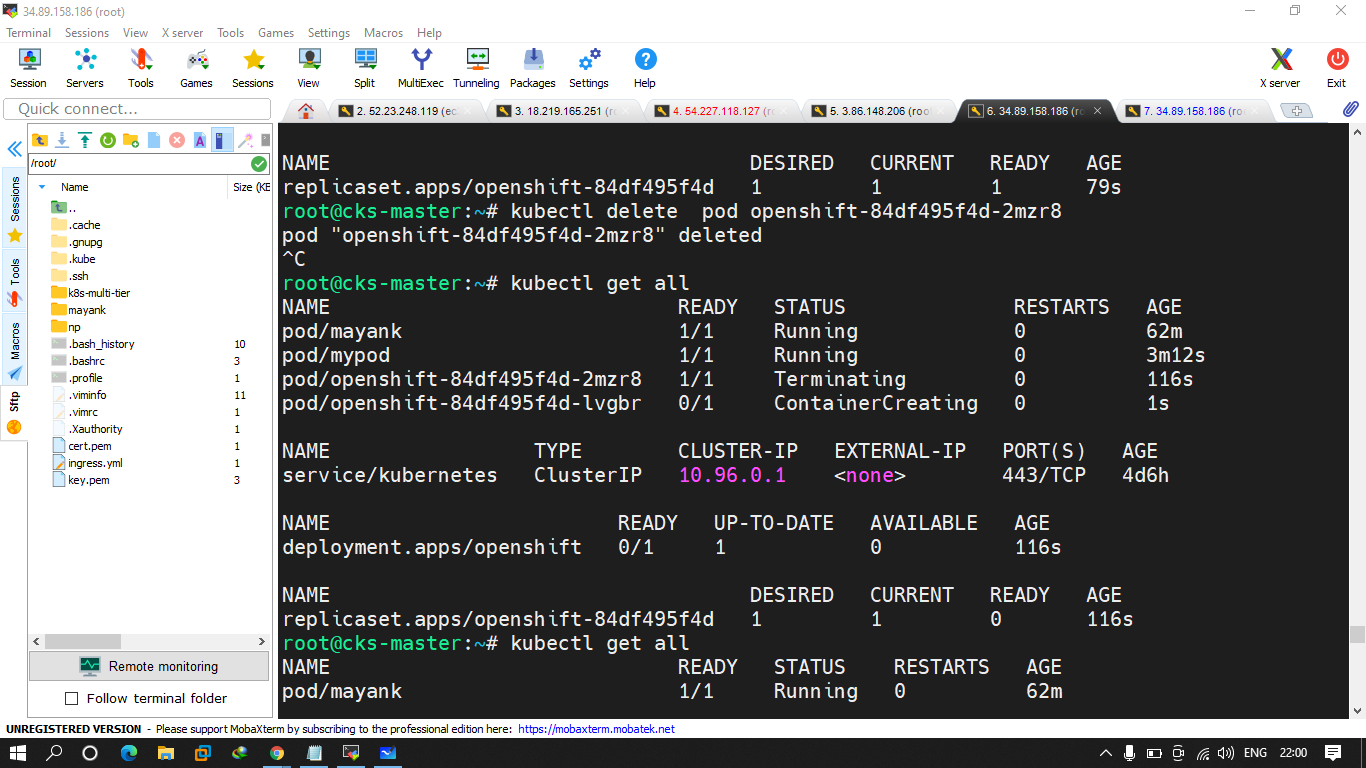 34.89.158.186 (root)
Terminal Sessions View X server Tools Games Settings Macros Help
Session Servers Tools Games Sessions View Split MultiExec Tunneling Packages Settings Help X server Exit
Quick connect...
2. 52.23.248.119 (ec
3. 18.219.165.251 (ro
4. 54.227.118.127 (ro
5. 3.86.148.206 (root
6. 34.89.158.186 (ro
7. 34.89.158.186 (ro
/root/
Name Size (KB
..
.cache
.gnupg
.kube
.ssh
k8s-multi-tier
mayank
np
.bash_history 10
.bashrc 3
.profile 1
.viminfo 11
.vimrc 1
.Xauthority 1
cert.pem 1
ingress.yml 1
key.pem 3
Sessions
Tools
Macros
Sftp
Remote monitoring
Follow terminal folder
NAME DESIRED CURRENT READY AGE
replicaset.apps/openshift-84df495f4d 1 1 1 79s
root@cks-master:~# kubectl delete  pod openshift-84df495f4d-2mzr8
pod "openshift-84df495f4d-2mzr8" deleted
^C
root@cks-master:~# kubectl get all
NAME READY STATUS RESTARTS AGE
pod/mayank 1/1 Running 0 62m
pod/mypod 1/1 Running 0 3m12s
pod/openshift-84df495f4d-2mzr8 1/1 Terminating 0 116s
pod/openshift-84df495f4d-lvgbr 0/1 ContainerCreating 0 1s
NAME TYPE CLUSTER-IP EXTERNAL-IP PORT(S) AGE
service/kubernetes ClusterIP 10.96.0.1 <none> 443/TCP 4d6h
NAME READY UP-TO-DATE AVAILABLE AGE
deployment.apps/openshift 0/1 1 0 116s
NAME DESIRED CURRENT READY AGE
replicaset.apps/openshift-84df495f4d 1 1 0 116s
root@cks-master:~# kubectl get all
NAME READY STATUS RESTARTS AGE
pod/mayank 1/1 Running 0 62m
UNREGISTERED VERSION - Please support MobaXterm by subscribing to the professional edition here: https://mobaxterm.mobatek.net
ENG 22:00